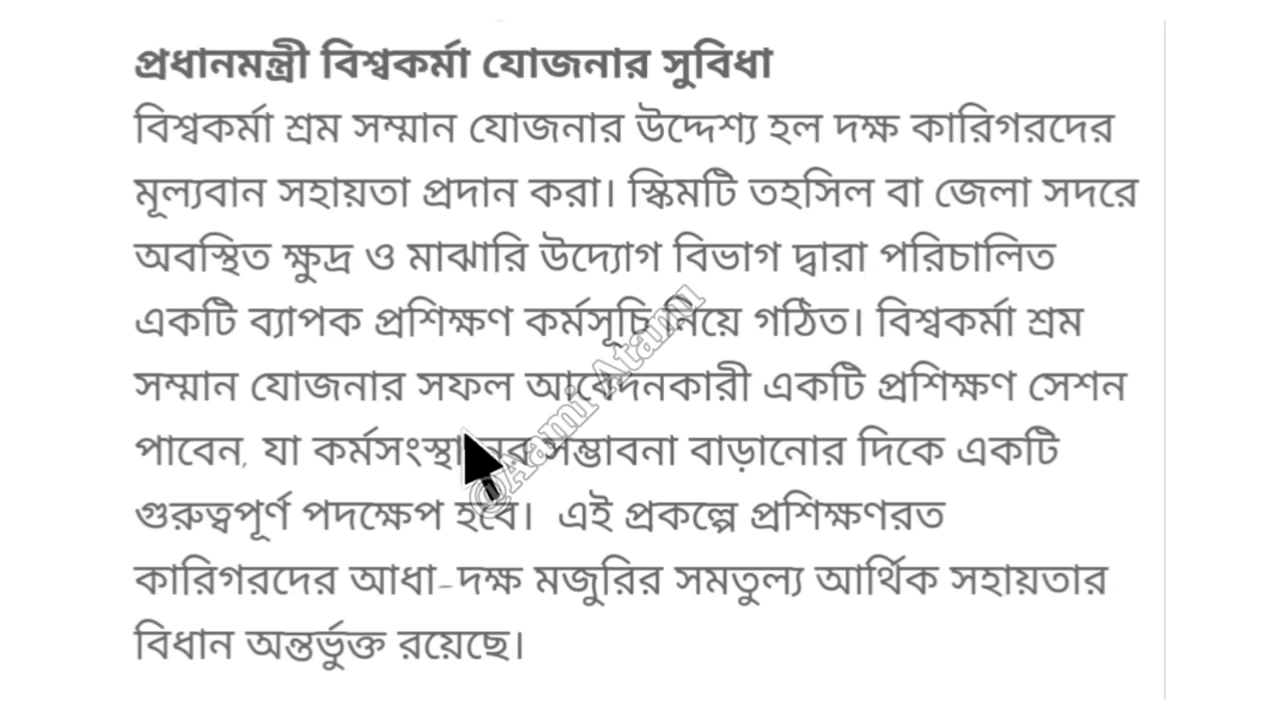 প্রধানমন্ত্রী বিশ্বকর্মা যোজনার সুবিধা
বিশ্বকর্মা শ্রম সম্মান যোজনার উদ্দেশ্য হল দক্ষ কারিগরদের
মূল্যবান সহায়তা প্রদান করা। স্কিমটি তহসিল বা জেলা সদরে
অবস্থিত ক্ষুদ্র ও মাঝারি উদ্যোগ বিভাগ দ্বারা পরিচালিত
একটি ব্যাপক প্রশিক্ষণ কর্মসূচি নিয়ে গঠিত। বিশ্বকর্মা শ্রম
সম্মান যোজনার সফল আবেদনকারী একটি প্রশিক্ষণ সেশন
পাবেন, যা কর্মসংস্থানের সম্ভাবনা বাড়ানোর দিকে একটি
গুরুত্বপূর্ণ পদক্ষেপ হবে। এই প্রকল্পে প্রশিক্ষণরত
কারিগরদের আধা-দক্ষ মজুরির সমতুল্য আর্থিক সহায়তার
বিধান অন্তর্ভুক্ত রয়েছে।
@Aami Atamu